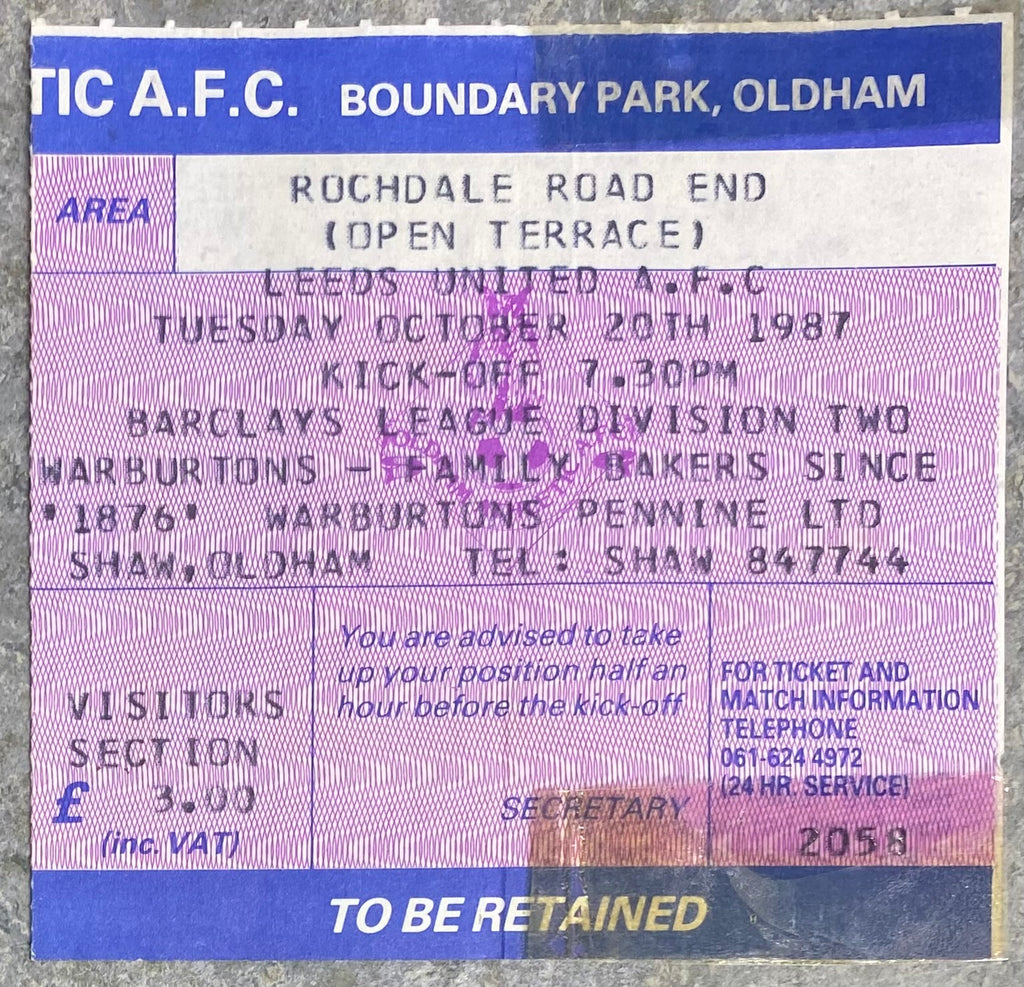 TIC A.F.C. BOUNDARY PARK, OLDHAM
AREA
ROCHDALE ROAD END
(OPEN TERRACE)
LEEDS UNITED A.F.C
TUESDAY OCTOBER 20TH 1987
KICK-OFF 7.30PM
BARCLAYS LEAGUE DIVISION TWO
WARBURTONS - FAMILY BAKERS SINCE
'1876' WARBURTONS PENNINE LTD
SHAW,OLDHAM TEL: SHAW 847744
VISITORS
SECTION
£ 3.00
(inc. VAT)
You are advised to take
up your position half an
hour before the kick-off
SECRETARY
FOR TICKET AND
MATCH INFORMATION
TELEPHONE
061-624 4972
(24 HR. SERVICE)
2058
TO BE RETAINED